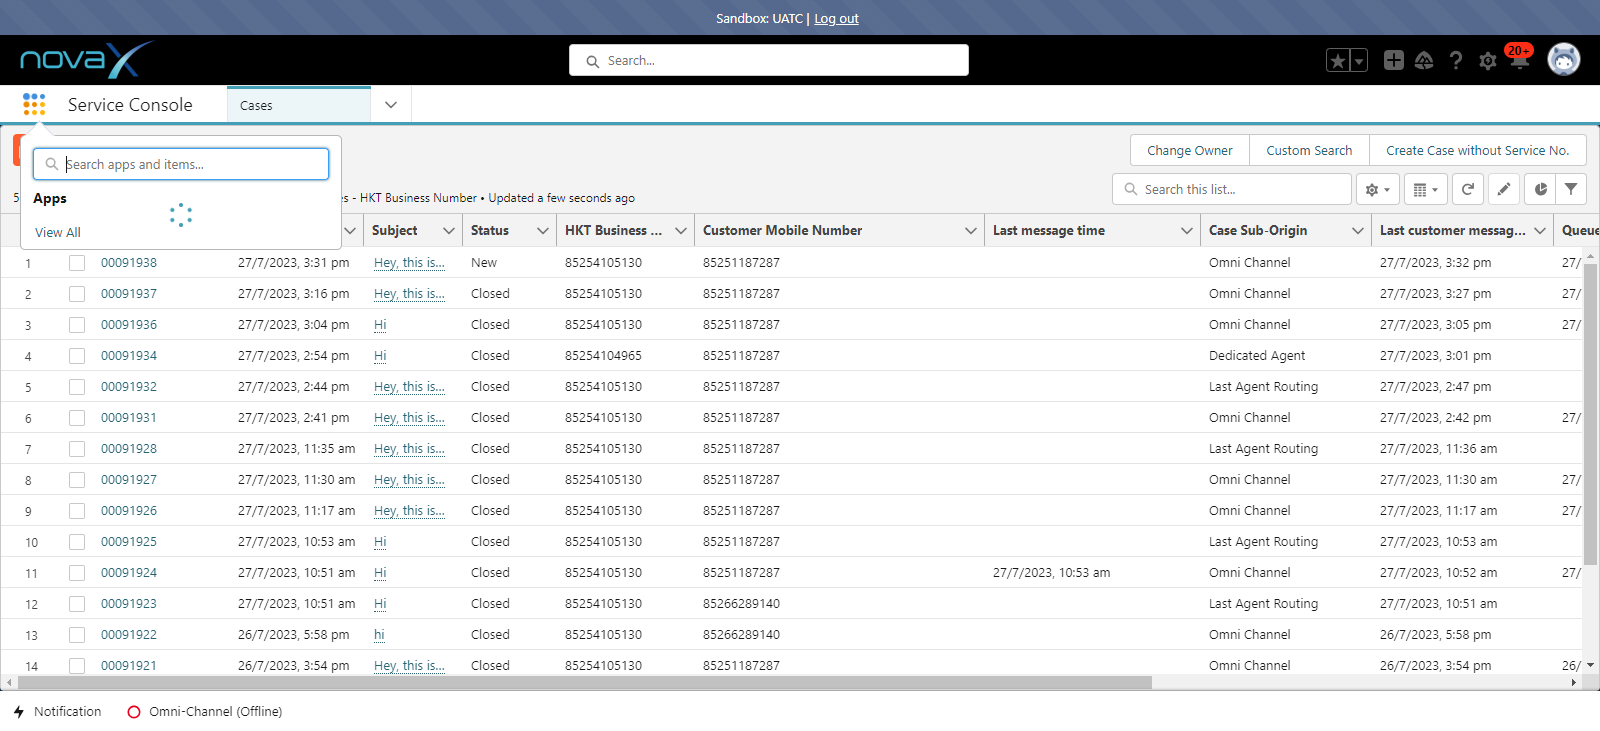 Sandbox: UATC | Log out
novaX
Search...
20+
Service Console
Cases
Search apps and items...
Apps
View All
Change Owner
Custom Search
Create Case without Service No.
5
s - HKT Business Number • Updated a few seconds ago
Search this list...
Subject Status HKT Business ... Customer Mobile Number Last message time Case Sub-Origin Last customer messag... Queue
1 00091938 27/7/2023, 3:31 pm Hey, this is... New 85254105130 85251187287 Omni Channel 27/7/2023, 3:32 pm 27/
2 00091937 27/7/2023, 3:16 pm Hey, this is... Closed 85254105130 85251187287 Omni Channel 27/7/2023, 3:27 pm 27/
3 00091936 27/7/2023, 3:04 pm Hi Closed 85254105130 85251187287 Omni Channel 27/7/2023, 3:05 pm 27/
4 00091934 27/7/2023, 2:54 pm Hi Closed 85254104965 85251187287 Dedicated Agent 27/7/2023, 3:01 pm
5 00091932 27/7/2023, 2:44 pm Hey, this is... Closed 85254105130 85251187287 Last Agent Routing 27/7/2023, 2:47 pm
6 00091931 27/7/2023, 2:41 pm Hey, this is... Closed 85254105130 85251187287 Omni Channel 27/7/2023, 2:42 pm 27/
7 00091928 27/7/2023, 11:35 am Hey, this is... Closed 85254105130 85251187287 Last Agent Routing 27/7/2023, 11:36 am
8 00091927 27/7/2023, 11:30 am Hey, this is... Closed 85254105130 85251187287 Omni Channel 27/7/2023, 11:30 am 27/
9 00091926 27/7/2023, 11:17 am Hey, this is... Closed 85254105130 85251187287 Omni Channel 27/7/2023, 11:17 am 27/
10 00091925 27/7/2023, 10:53 am Hi Closed 85254105130 85251187287 Last Agent Routing 27/7/2023, 10:53 am
11 00091924 27/7/2023, 10:51 am Hi Closed 85254105130 85251187287 27/7/2023, 10:53 am Omni Channel 27/7/2023, 10:52 am 27/
12 00091923 27/7/2023, 10:51 am Hi Closed 85254105130 85266289140 Last Agent Routing 27/7/2023, 10:51 am
13 00091922 26/7/2023, 5:58 pm hi Closed 85254105130 85266289140 Omni Channel 26/7/2023, 5:58 pm
14 00091921 26/7/2023, 3:54 pm Hey, this is... Closed 85254105130 85251187287 Omni Channel 26/7/2023, 3:54 pm 26/
Notification
Omni-Channel (Offline)